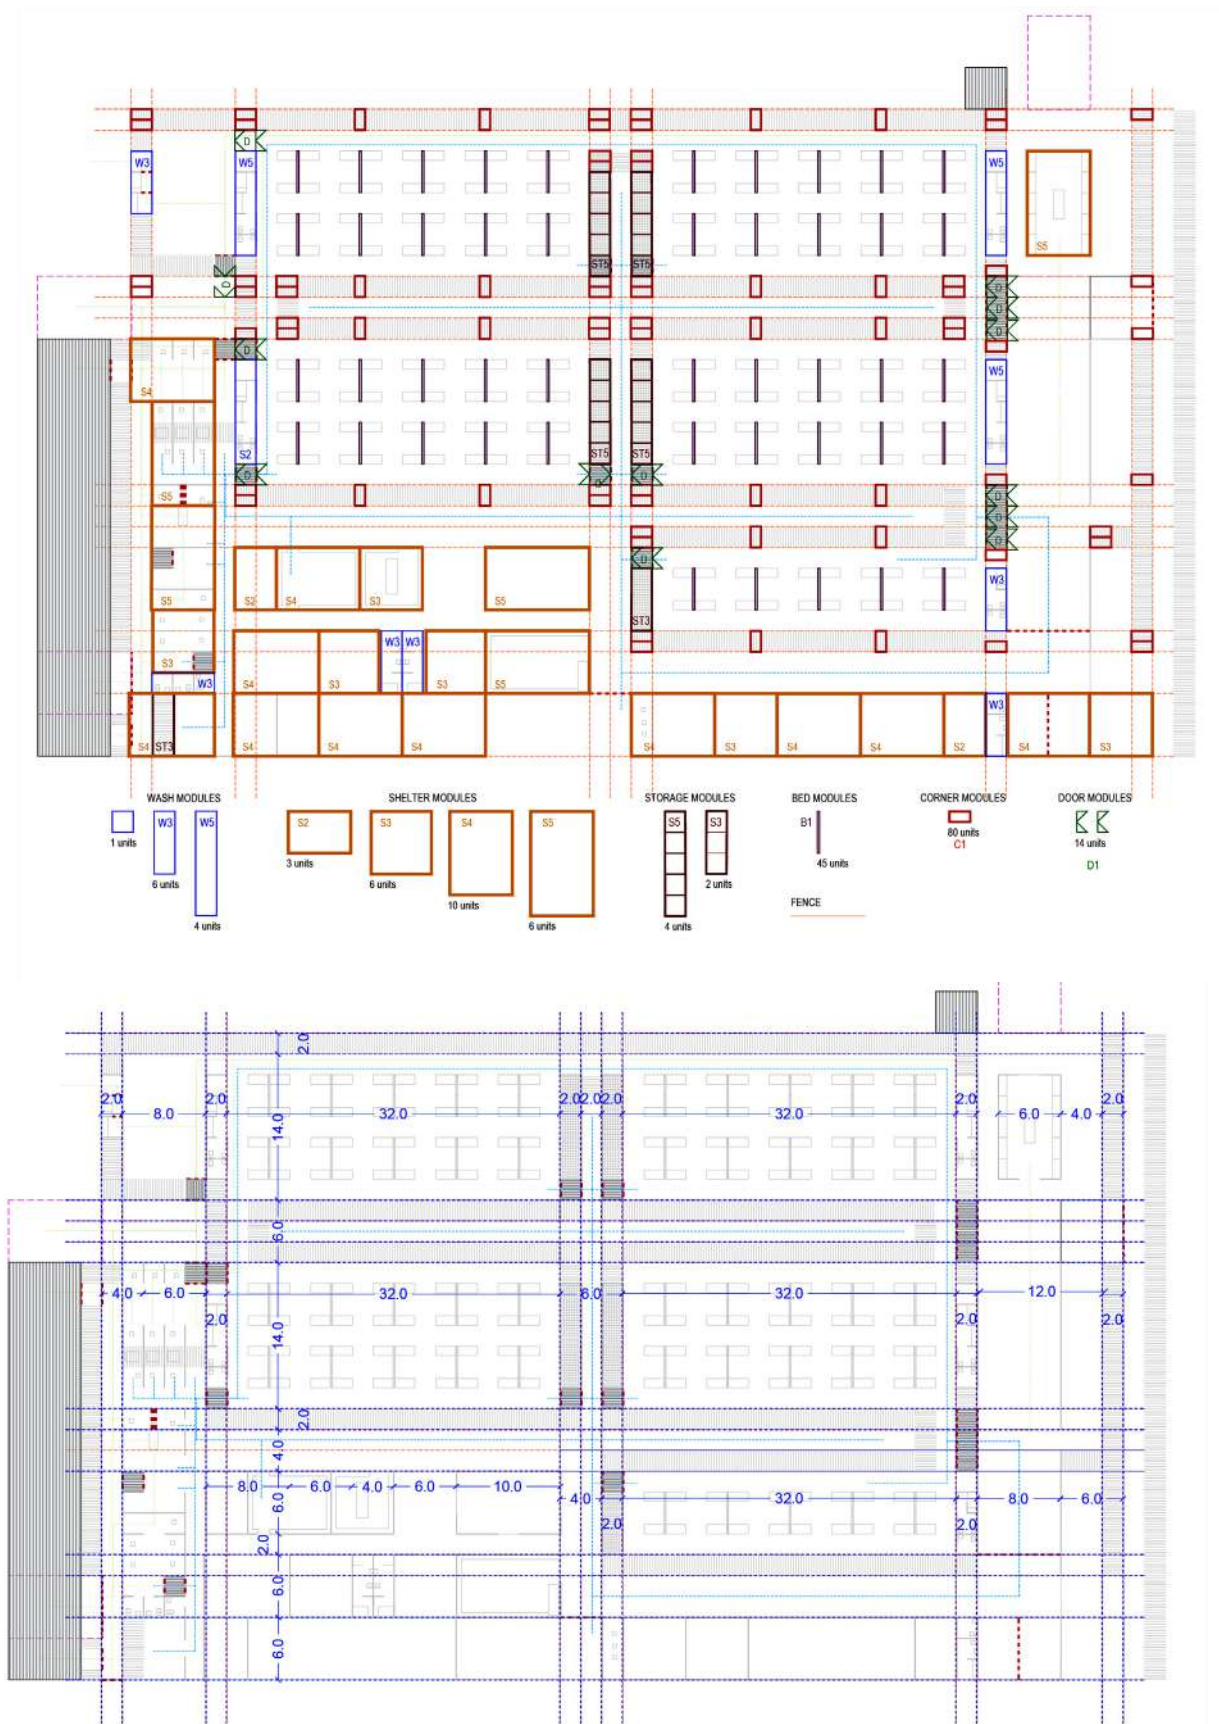 D
W3 W5 W5
S5
ST5 ST5
D D
D
D
D
W5
S4
S2 ST5 ST5
D D D
S5 D
D
D
D
W3
S5 S2 S4 S3 S5
ST3
W3 W3
S3
W3 S4 S3 S3 S5
W3
S4 ST3 S4 S4 S4 S4 S3 S4 S4 S2 S4 S3
WASH MODULES SHELTER MODULES STORAGE MODULES BED MODULES CORNER MODULES DOOR MODULES
W3 W5 S2 S3 S4 S5 S5 S3 B1
1 units 80 units 14 units
C1
3 units 45 units D1
6 units 6 units 2 units
FENCE
10 units
4 units 6 units 4 units
2.0
2.0 2.0 2.0 2.0 2.0 2.0 2.0
8.0 32.0 32.0 6.0 4.0
14.0
6.0
4.0 6.0 32.0 6.0 32.0 12.0
2.0 2.0 2.0
14.0
2.0
4.0
8.0 6.0 4.0 6.0 10.0
4.0 32.0 8.0 6.0
6.0
2.0 2.0
2.0
6.0
6.0